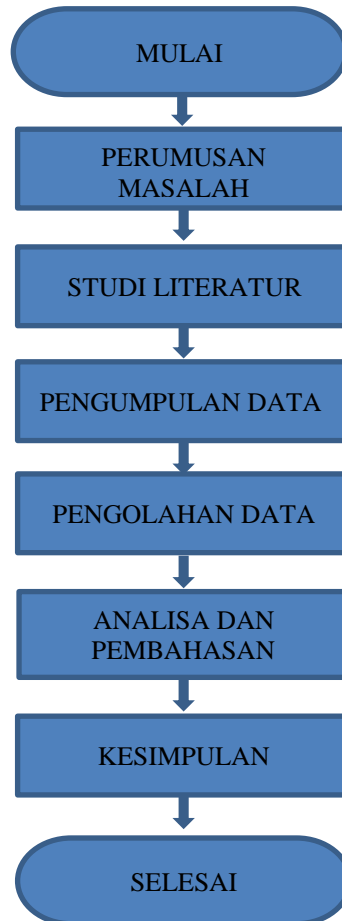 MULAI
PERUMUSAN
MASALAH
STUDI LITERATUR
PENGUMPULAN DATA
PENGOLAHAN DATA
ANALISA DAN
PEMBAHASAN
KESIMPULAN
SELESAI